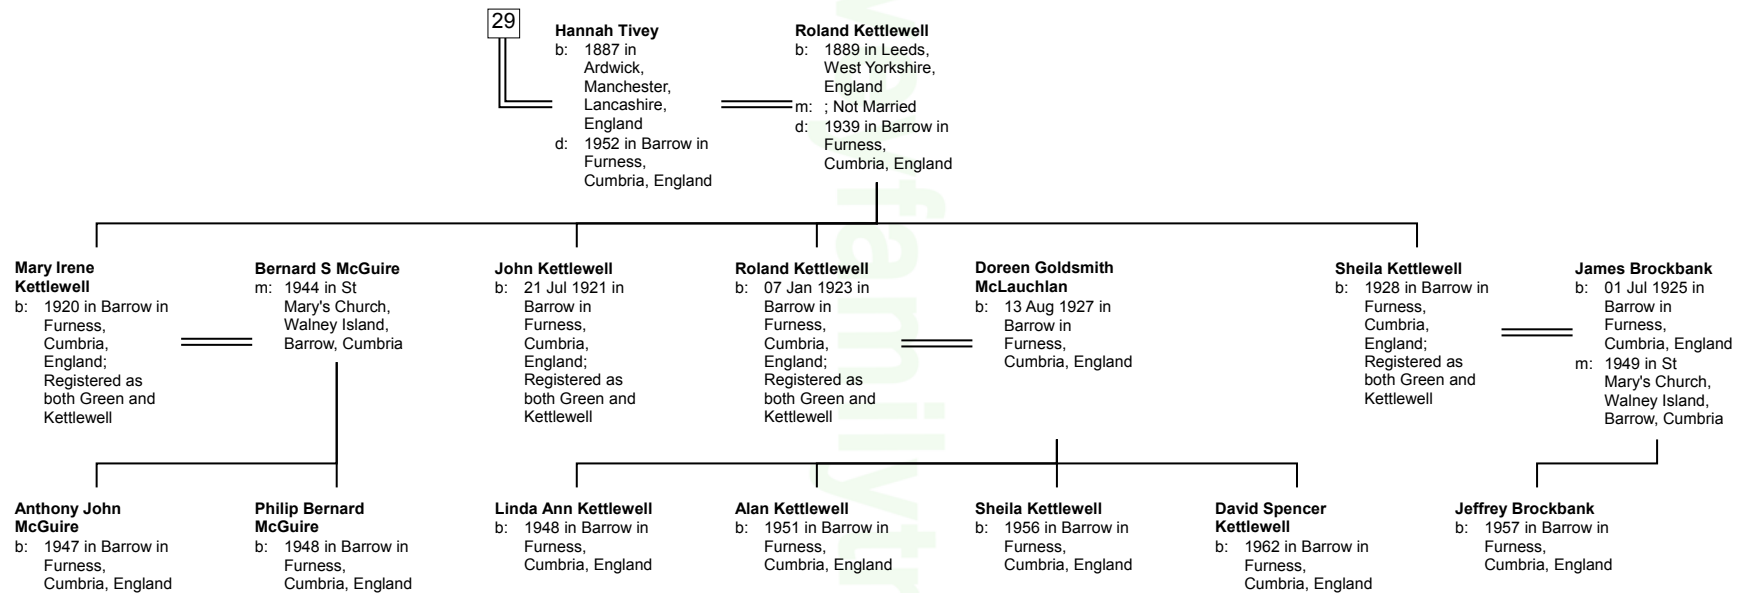 29
Hannah Tivey
b: 1887 in
Ardwick,
Manchester,
Lancashire,
England
d: 1952 in Barrow in
Furness,
Cumbria, England
Roland Kettlewell
b: 1889 in Leeds,
West Yorkshire,
England
m: ; Not Married
d: 1939 in Barrow in
Furness,
Cumbria, England
Mary Irene
Kettlewell
b: 1920 in Barrow in
Furness,
Cumbria,
England;
Registered as
both Green and
Kettlewell
Bernard S McGuire
m: 1944 in St
Mary's Church,
Walney Island,
Barrow, Cumbria
John Kettlewell
b: 21 Jul 1921 in
Barrow in
Furness,
Cumbria,
England;
Registered as
both Green and
Kettlewell
Roland Kettlewell
b: 07 Jan 1923 in
Barrow in
Furness,
Cumbria,
England;
Registered as
both Green and
Kettlewell
Doreen Goldsmith
McLauchlan
b: 13 Aug 1927 in
Barrow in
Furness,
Cumbria, England
Sheila Kettlewell
b: 1928 in Barrow in
Furness,
Cumbria,
England;
Registered as
both Green and
Kettlewell
James Brockbank
b: 01 Jul 1925 in
Barrow in
Furness,
Cumbria, England
m: 1949 in St
Mary's Church,
Walney Island,
Barrow, Cumbria
Anthony John
McGuire
b: 1947 in Barrow in
Furness,
Cumbria, England
Philip Bernard
McGuire
b: 1948 in Barrow in
Furness,
Cumbria, England
Linda Ann Kettlewell
b: 1948 in Barrow in
Furness,
Cumbria, England
Alan Kettlewell
b: 1951 in Barrow in
Furness,
Cumbria, England
Sheila Kettlewell
b: 1956 in Barrow in
Furness,
Cumbria, England
David Spencer
Kettlewell
b: 1962 in Barrow in
Furness,
Cumbria, England
Jeffrey Brockbank
b: 1957 in Barrow in
Furness,
Cumbria, England